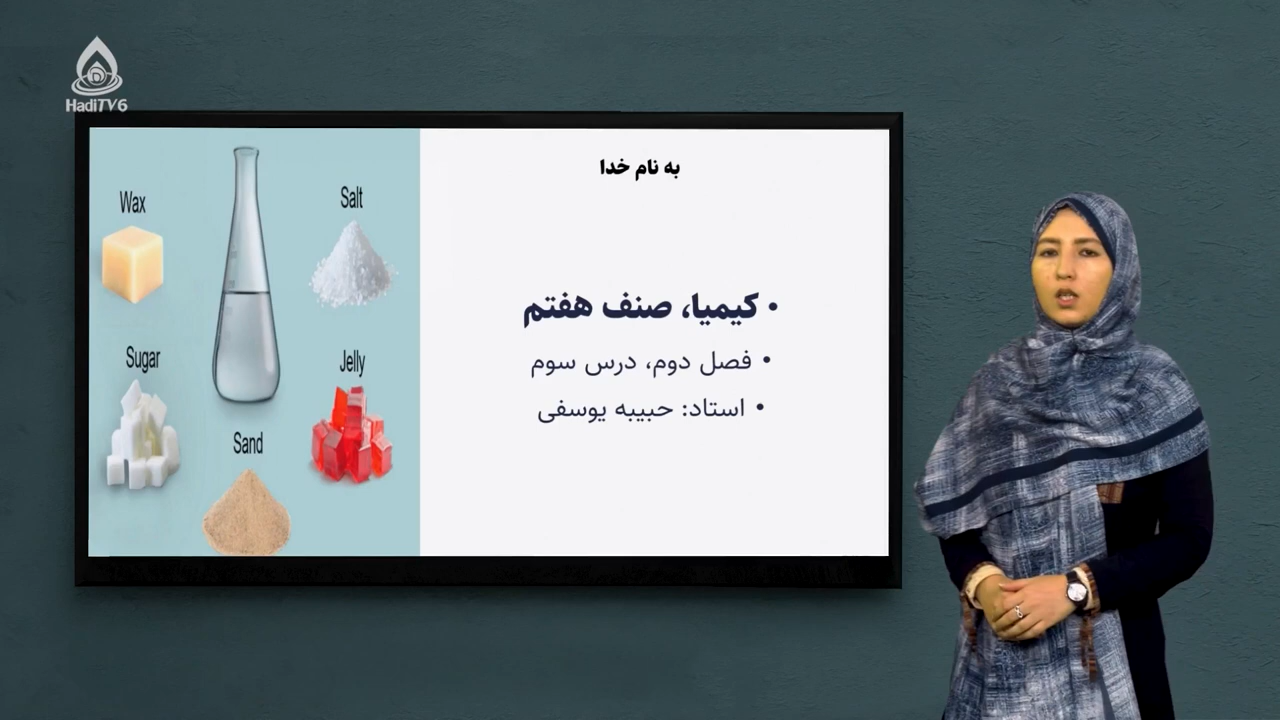 HadiTV6
به نام خدا
• کیمیا، صنف هفتم
• فصل دوم، درس سوم
• استاد: حبیبه یوسفی
Wax
Salt
Sugar
Jelly
Sand